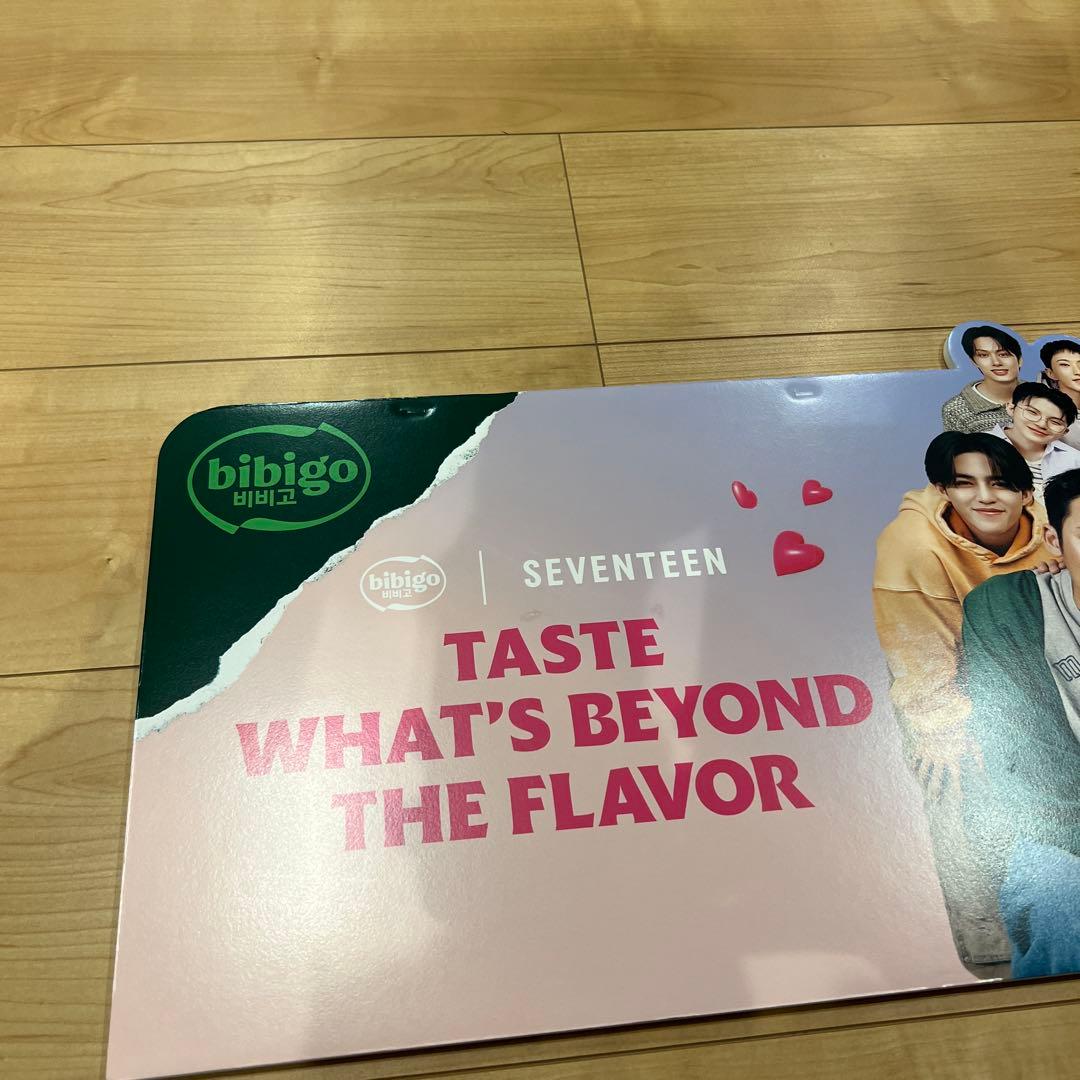 bibigo
비비고
bibigo
비비고
SEVENTEEN
TASTE
WHAT'S BEYOND
THE FLAVOR